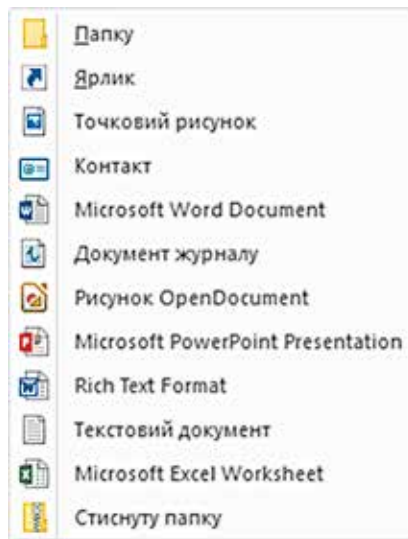 Папку
Ярлик
Точковий рисунок
Контакт
Microsoft Word Document
Документ журналу
Рисунок OpenDocument
Microsoft PowerPoint Presentation
Rich Text Format
Текстовий документ
Microsoft Excel Worksheet
Стиснуту папку